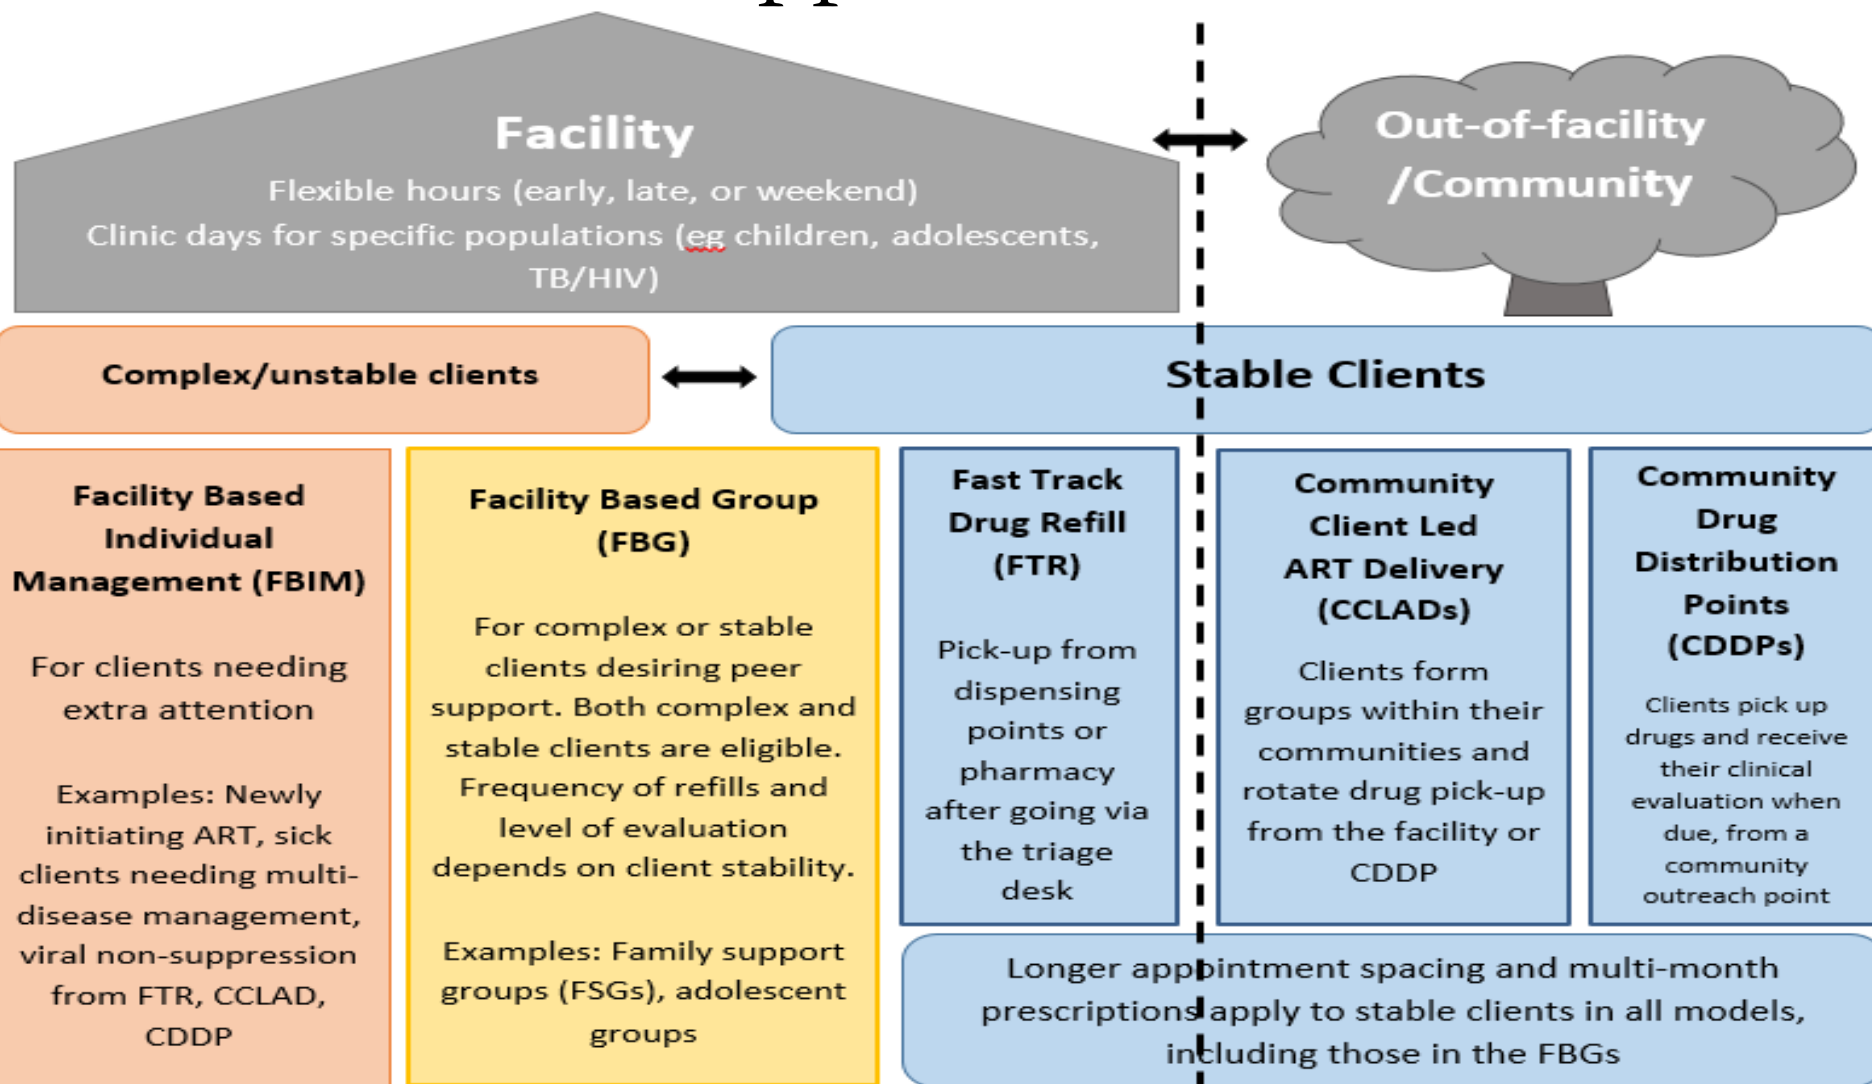 Facility
Flexible hours (early, late, or weekend)
Clinic days for specific populations (eg children, adolescents,
TB/HIV)
Out-of-facility
/Community
Complex/unstable clients
Stable Clients
Facility Based
Individual
Management (FBIM)
For clients needing
extra attention
Examples: Newly
initiating ART, sick
clients needing multi-
disease management,
viral non-suppression
from FTR, CCLAD,
CDDP
Facility Based Group
(FBG)
For complex or stable
clients desiring peer
support. Both complex and
stable clients are eligible.
Frequency of refills and
level of evaluation
depends on client stability.
Examples: Family support
groups (FSGs), adolescent
groups
Fast Track
Drug Refill
(FTR)
Pick-up from
dispensing
points or
pharmacy
after going via
the triage
desk
Community
Client Led
ART Delivery
(CCLADs)
Clients form
groups within their
communities and
rotate drug pick-up
from the facility or
CDDP
Community
Drug
Distribution
Points
(CDDPs)
Clients pick up
drugs and receive
their clinical
evaluation when
due, from a
community
outreach point
Longer appointment spacing and multi-month
prescriptions apply to stable clients in all models,
including those in the FBGs